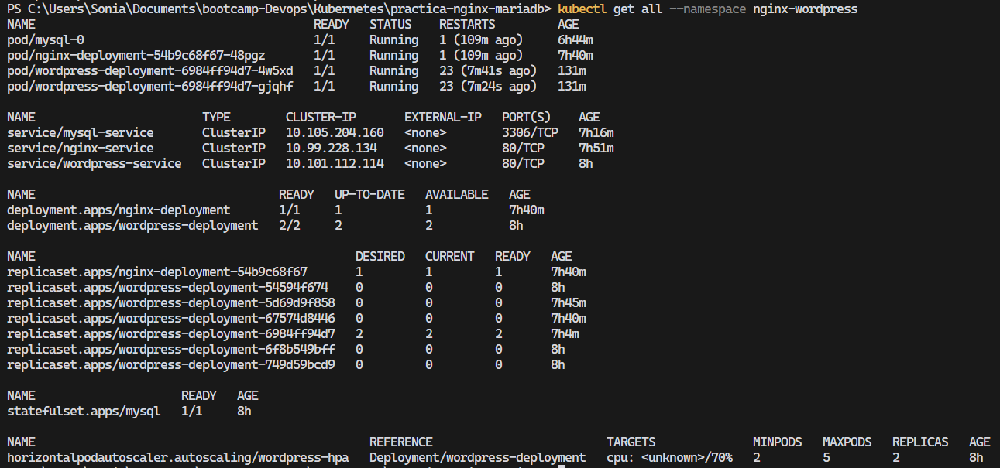 PS C:\Users\Sonia\Documents\bootcamp-Devops\Kubernetes\practica-nginx-mariadb> kubectl get all --namespace nginx-wordpress
NAME READY STATUS RESTARTS AGE
pod/mysql-0 1/1 Running 1 (109m ago) 6h44m
pod/nginx-deployment-54b9c68f67-48pgz 1/1 Running 1 (109m ago) 7h40m
pod/wordpress-deployment-6984ff94d7-4w5xd 1/1 Running 23 (7m41s ago) 131m
pod/wordpress-deployment-6984ff94d7-gjqhf 1/1 Running 23 (7m24s ago) 131m
NAME TYPE CLUSTER-IP EXTERNAL-IP PORT(S) AGE
service/mysql-service ClusterIP 10.105.204.160 <none> 3306/TCP 7h16m
service/nginx-service ClusterIP 10.99.228.134 <none> 80/TCP 7h51m
service/wordpress-service ClusterIP 10.101.112.114 <none> 80/TCP 8h
NAME READY UP-TO-DATE AVAILABLE AGE
deployment.apps/nginx-deployment 1/1 1 1 7h40m
deployment.apps/wordpress-deployment 2/2 2 2 8h
NAME DESIRED CURRENT READY AGE
replicaset.apps/nginx-deployment-54b9c68f67 1 1 1 7h40m
replicaset.apps/wordpress-deployment-54594f674 0 0 0 8h
replicaset.apps/wordpress-deployment-5d69d9f858 0 0 0 7h45m
replicaset.apps/wordpress-deployment-67574d8446 0 0 0 7h40m
replicaset.apps/wordpress-deployment-6984ff94d7 2 2 2 7h4m
replicaset.apps/wordpress-deployment-6f8b549bff 0 0 0 8h
replicaset.apps/wordpress-deployment-749d59bcd9 0 0 0 8h
NAME READY AGE
statefulset.apps/mysql 1/1 8h
NAME REFERENCE TARGETS MINPODS MAXPODS REPLICAS AGE
horizontalpodautoscaler.autoscaling/wordpress-hpa Deployment/wordpress-deployment cpu: <unknown>/70% 2 5 2 8h